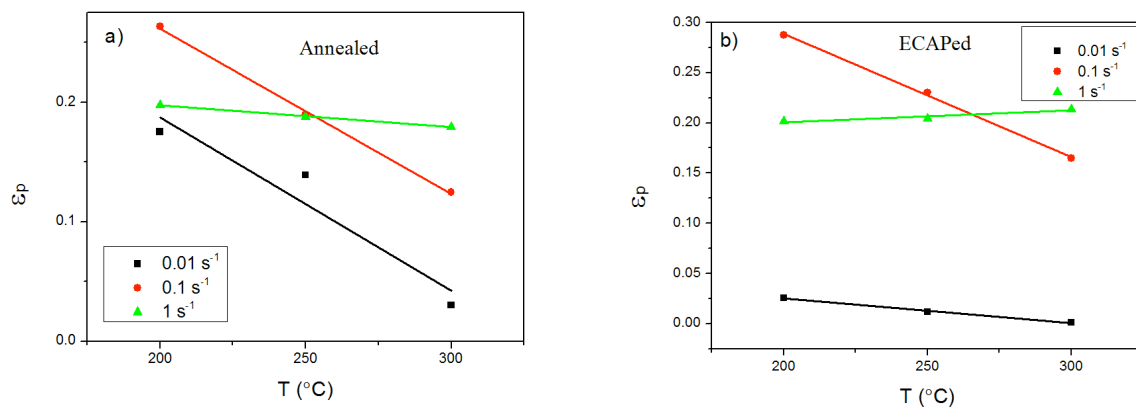 a)
Annealed
0.2
0.1
0.0
εp
0.01 s⁻¹
0.1 s⁻¹
1 s⁻¹
200
250
300
T (°C)
b)
ECAPed
0.01 s⁻¹
0.1 s⁻¹
1 s⁻¹
0.30
0.25
0.20
0.15
0.10
0.05
0.00
εp
200
250
300
T (°C)